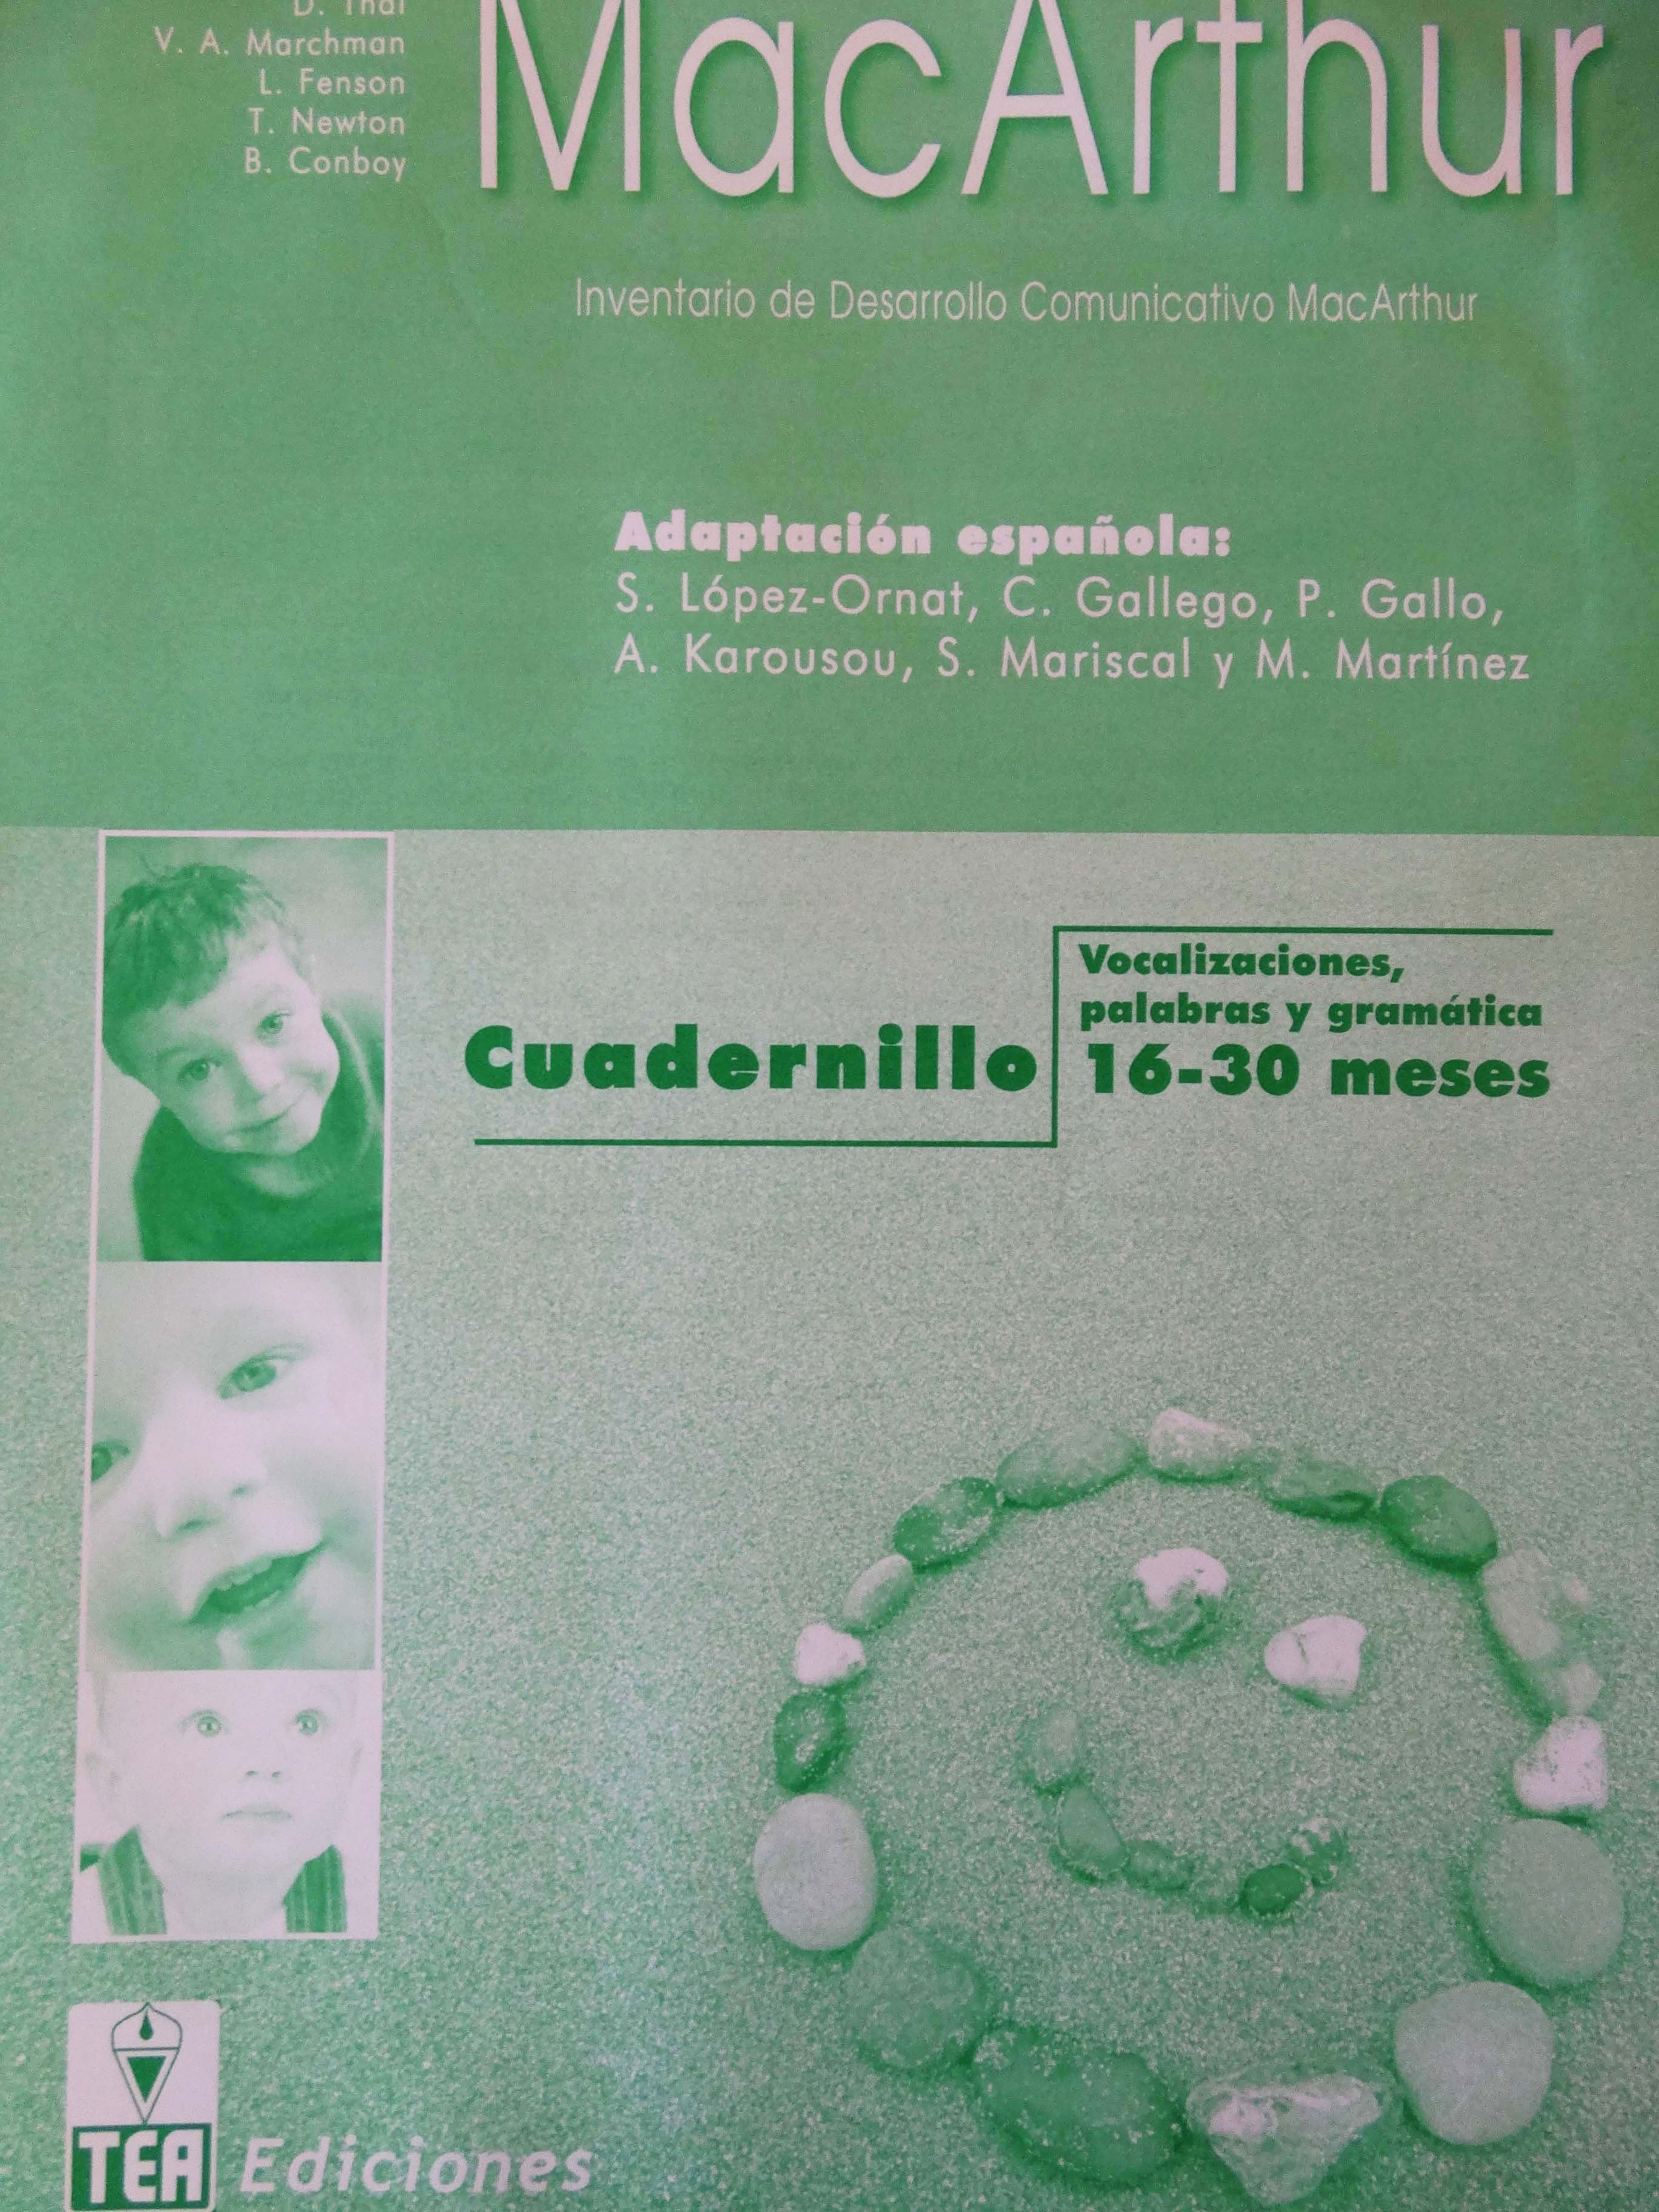 D. Thal
V. A. Marchman
L. Fenson
T. Newton
B. Conboy
MacArthur
Inventario de Desarrollo Comunicativo MacArthur
Adaptación española:
S. López-Ornat, C. Gallego, P. Gallo,
A. Karousou, S. Mariscal y M. Martínez
Cuadernillo
Vocalizaciones,
palabras y gramática
16-30 meses
TEA Ediciones